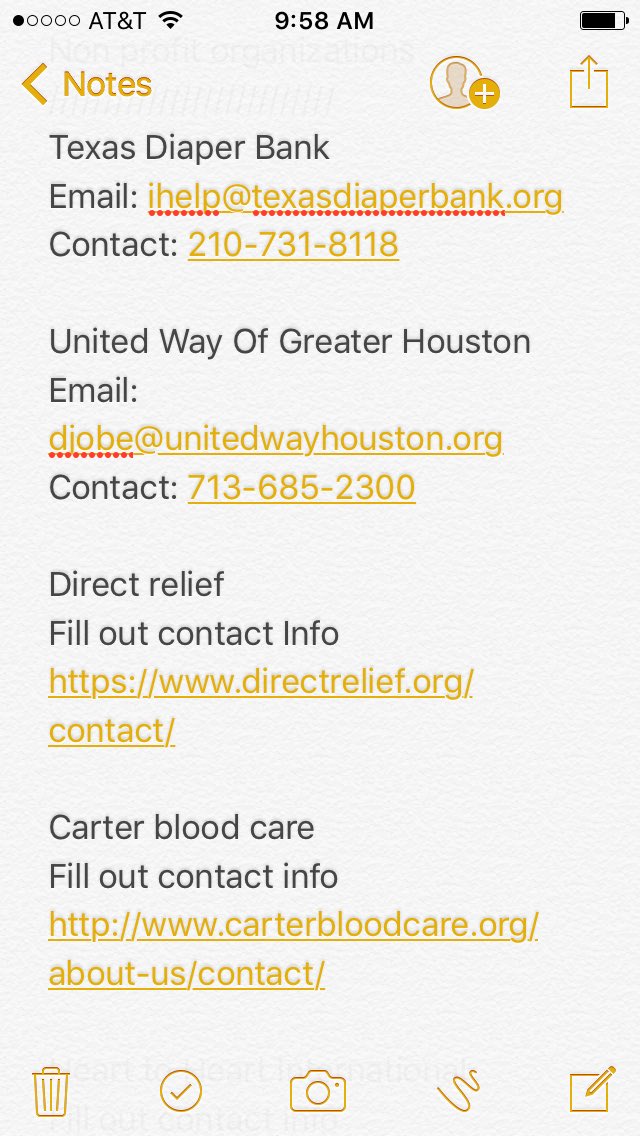 AT&T 9:58 AM
Non profit organizations
Notes
Texas Diaper Bank
Email: ihelp@texasdiaperbank.org
Contact: 210-731-8118
United Way Of Greater Houston
Email:
djobe@unitedwayhouston.org
Contact: 713-685-2300
Direct relief
Fill out contact Info
https://www.directrelief.org/
contact/
Carter blood care
Fill out contact info
http://www.carterbloodcare.org/
about-us/contact/
Heart to Heart International
Fill out contact info